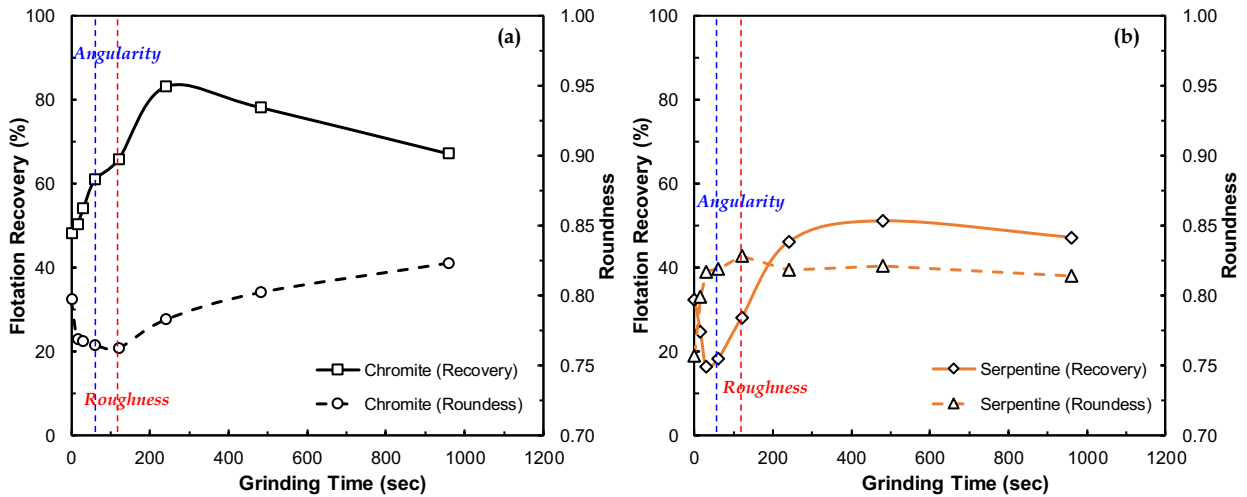 (a)
Angularity
Roughness
Chromite (Recovery)
Chromite (Roundess)
Flotation Recovery (%)
100
80
60
40
20
0
1.00
0.95
0.90
0.85
0.80
0.75
0.70
Roundness
0 200 400 600 800 1000 1200
Grinding Time (sec)
(b)
Angularity
Roughness
Serpentine (Recovery)
Serpentine (Roundess)
Flotation Recovery (%)
100
80
60
40
20
0
1.00
0.95
0.90
0.85
0.80
0.75
0.70
Roundness
0 200 400 600 800 1000 1200
Grinding Time (sec)